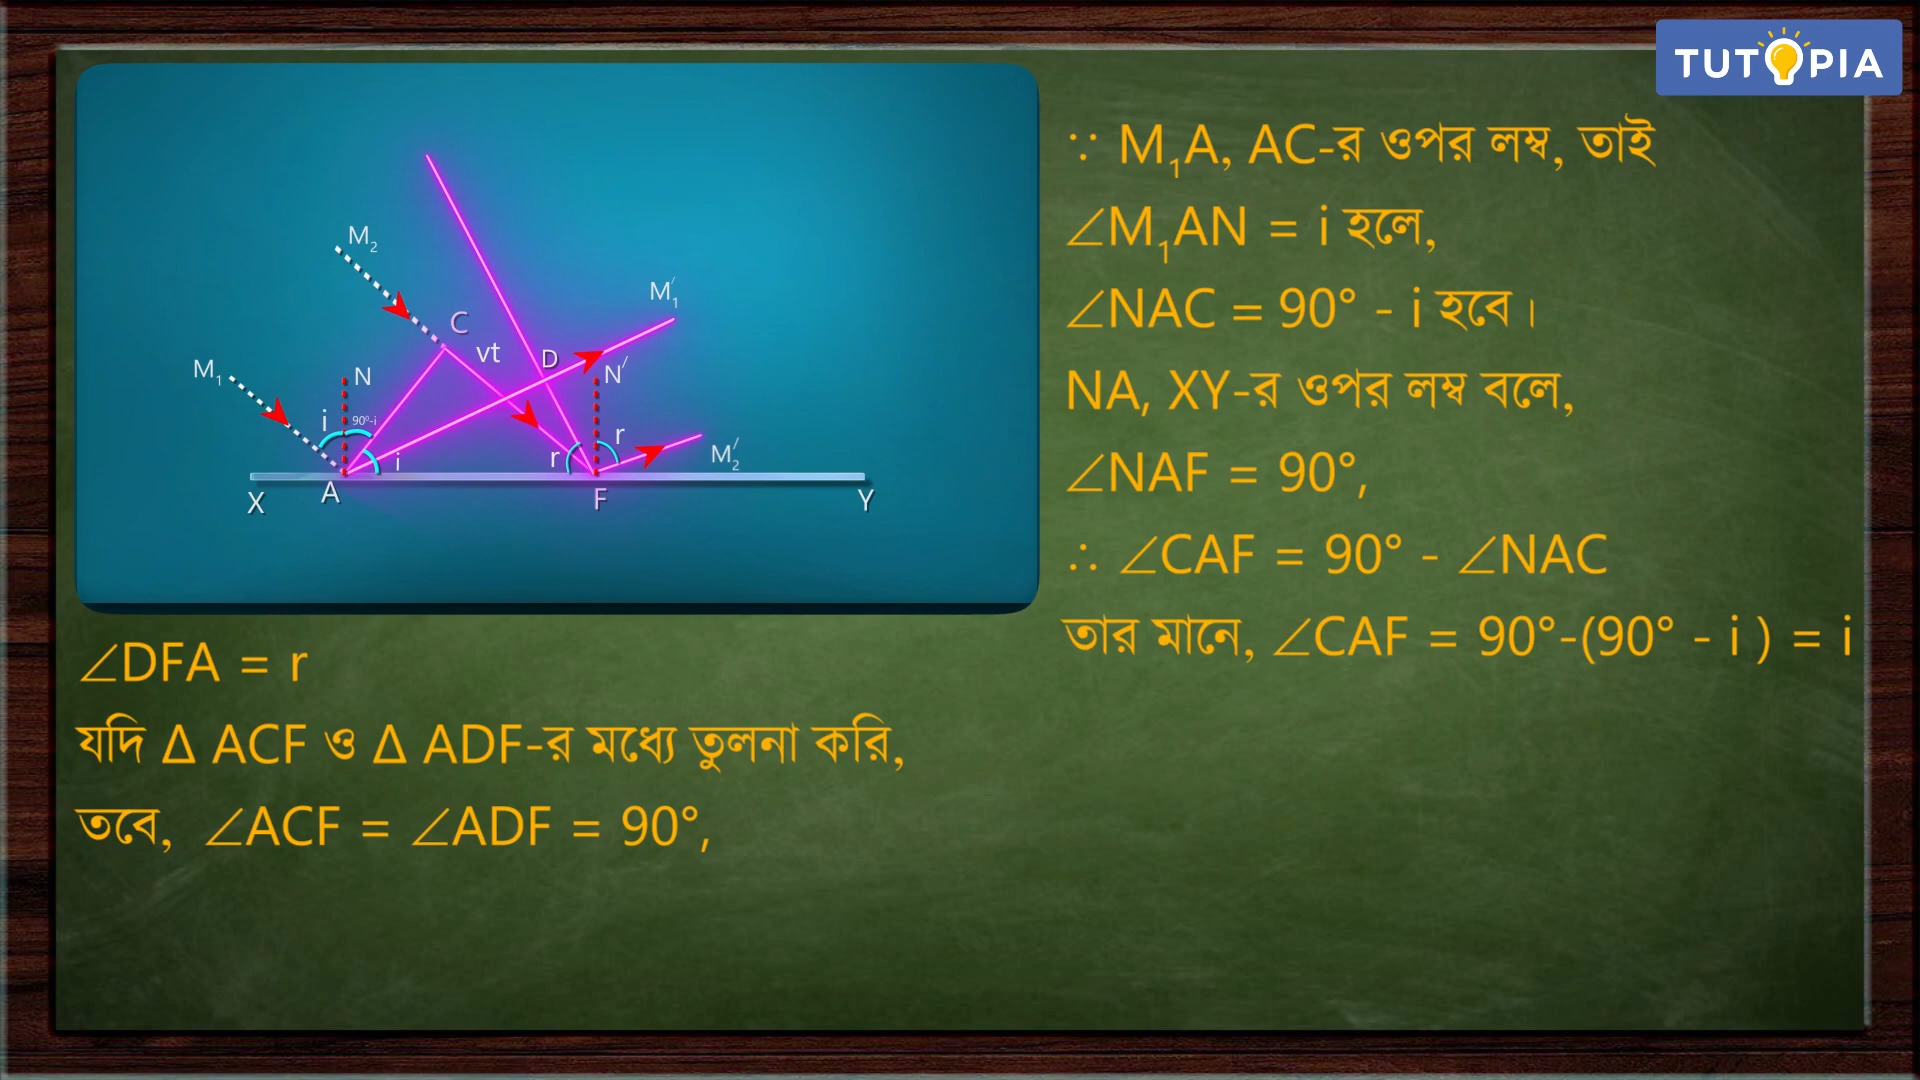 TUTOPIA
M₂
C
vt
M₁′
D
N′
M₁
N
i
90⁰-i
i
r
r
M₂′
X
A
F
Y
∵ M₁A, AC-র ওপর লম্ব, তাই
∠M₁AN = i হলে,
∠NAC = 90° - i হবে।
NA, XY-র ওপর লম্ব বলে,
∠NAF = 90°,
∴ ∠CAF = 90° - ∠NAC
তার মানে, ∠CAF = 90°-(90° - i ) = i
∠DFA = r
যদি Δ ACF ও Δ ADF-র মধ্যে তুলনা করি,
তবে, ∠ACF = ∠ADF = 90°,